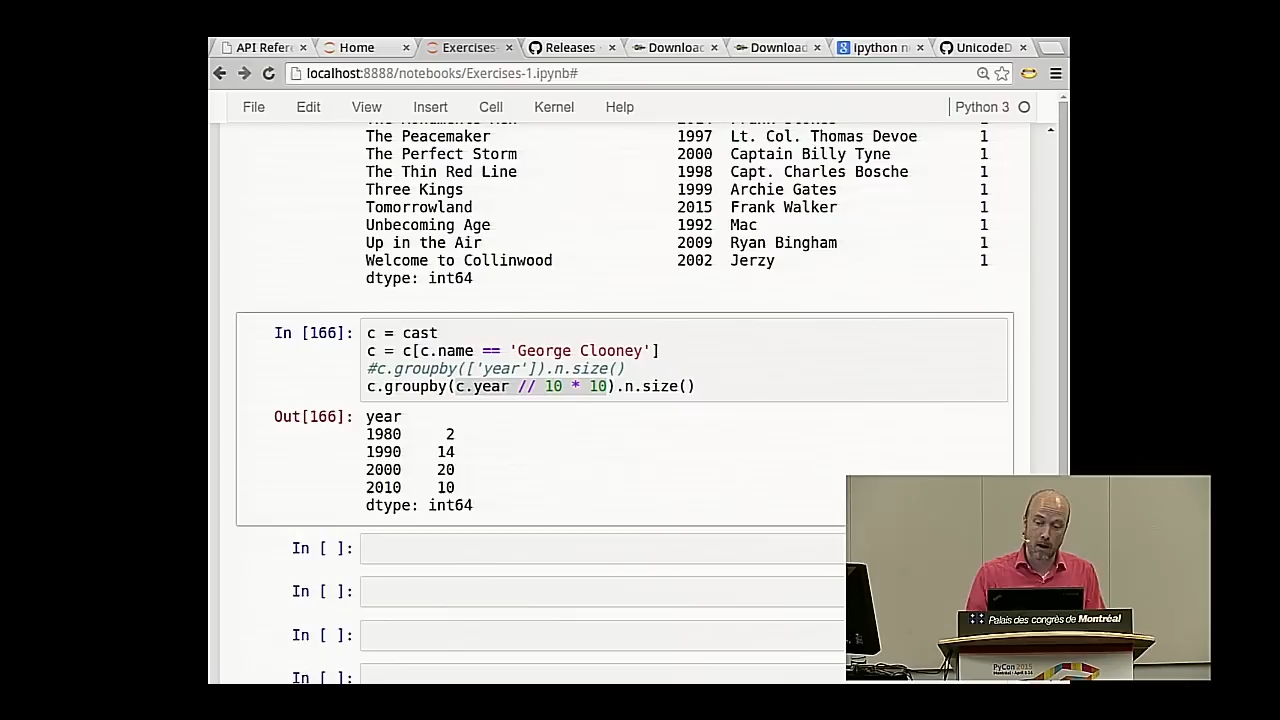 API Refere
Home
Exercises-
Releases -
Download
Download
ipython n
UnicodeD
localhost:8888/notebooks/Exercises-1.ipynb#
File Edit View Insert Cell Kernel Help Python 3
The Peacemaker 1997 Lt. Col. Thomas Devoe 1
The Perfect Storm 2000 Captain Billy Tyne 1
The Thin Red Line 1998 Capt. Charles Bosche 1
Three Kings 1999 Archie Gates 1
Tomorrowland 2015 Frank Walker 1
Unbecoming Age 1992 Mac 1
Up in the Air 2009 Ryan Bingham 1
Welcome to Collinwood 2002 Jerzy 1
dtype: int64
In [166]: c = cast
c = c[c.name == 'George Clooney']
#c.groupby(['year']).n.size()
c.groupby(c.year // 10 * 10).n.size()
Out[166]: year
1980 2
1990 14
2000 20
2010 10
dtype: int64
In [ ]:
In [ ]:
In [ ]:
In [ ]:
Palais des congrès de Montréal
PyCon 2015